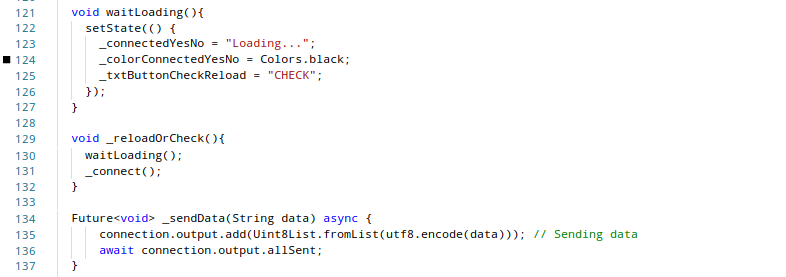 121 void waitLoading(){
122 setState(() {
123 _connectedYesNo = "Loading...";
124 _colorConnectedYesNo = Colors.black;
125 _txtButtonCheckReload = "CHECK";
126 });
127 }
128
129 void _reloadOrCheck(){
130 waitLoading();
131 _connect();
132 }
133
134 Future<void> _sendData(String data) async {
135 connection.output.add(Uint8List.fromList(utf8.encode(data))); // Sending data
136 await connection.output.allSent;
137 }